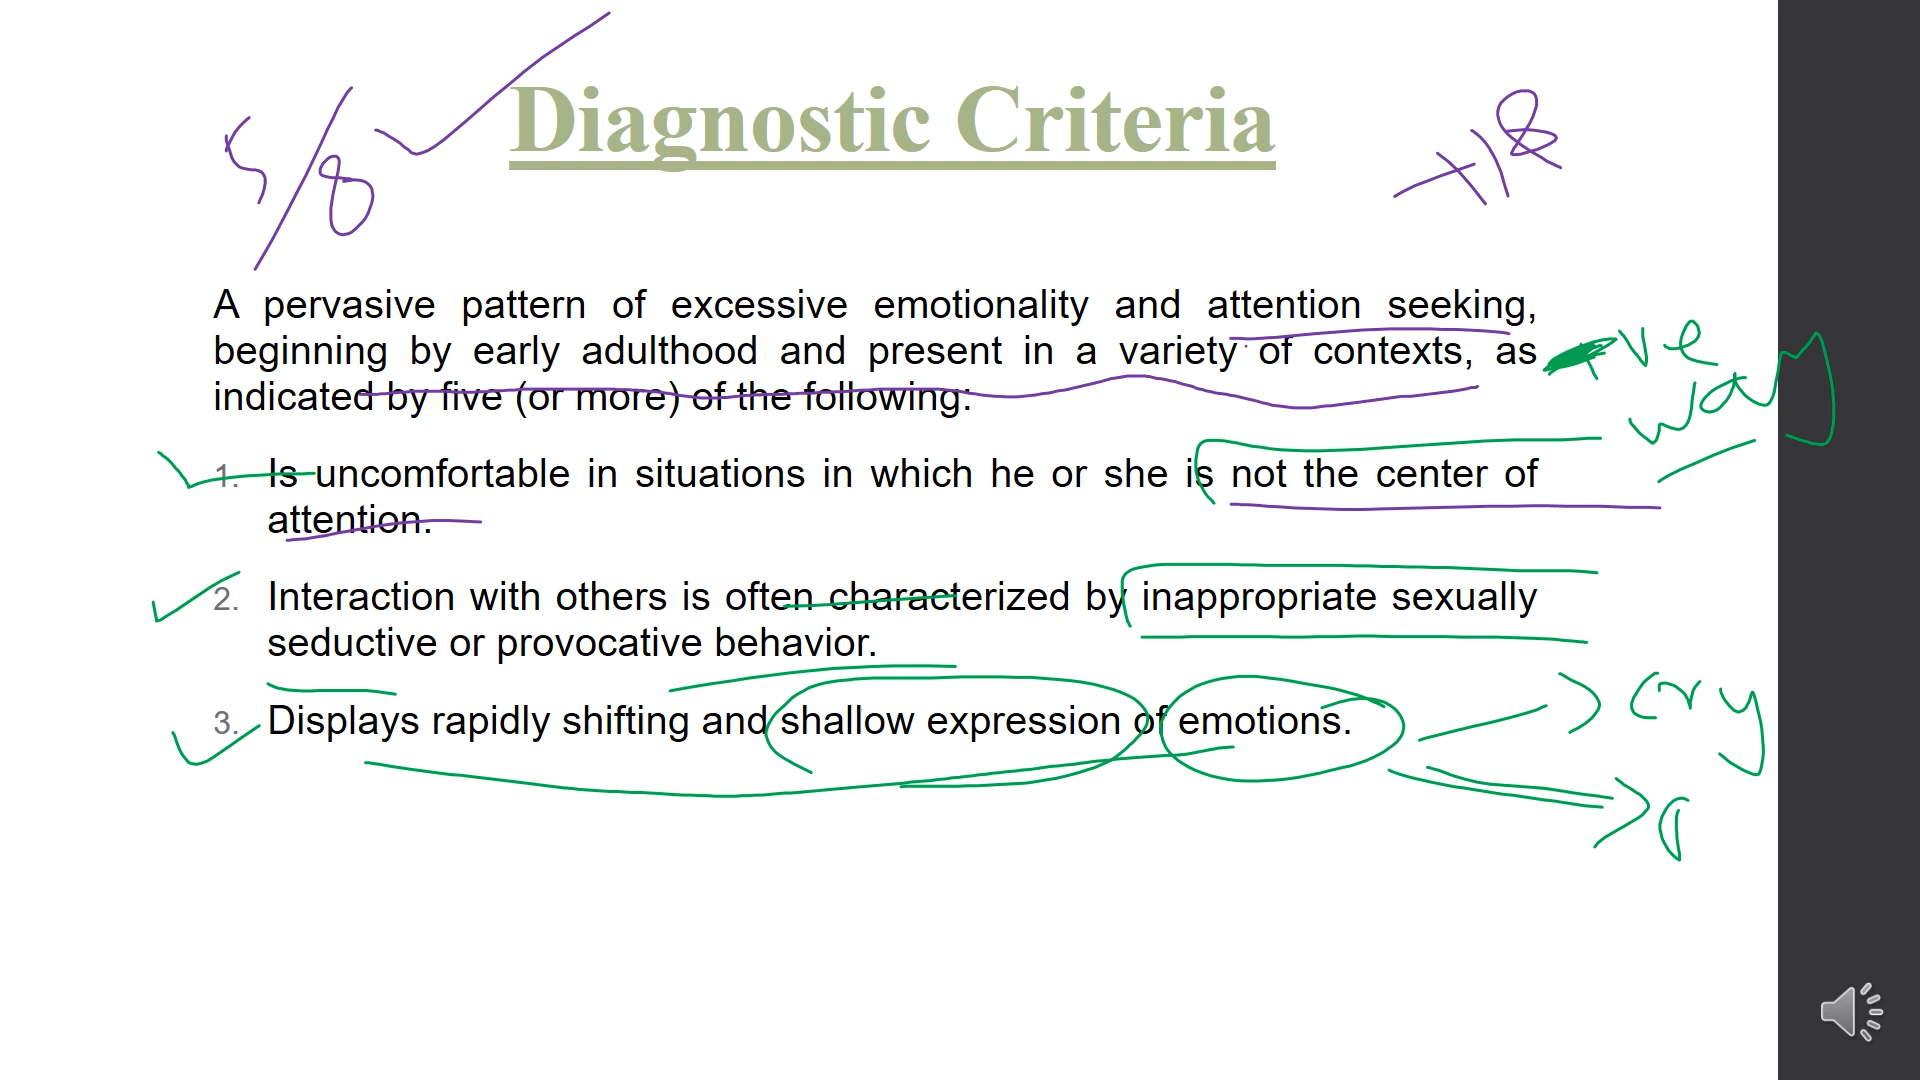 5/8
Diagnostic Criteria
A pervasive pattern of excessive emotionality and attention seeking,
beginning by early adulthood and present in a variety of contexts, as
indicated by five (or more) of the following:
ve
way
1. Is uncomfortable in situations in which he or she is not the center of
attention.
2. Interaction with others is often characterized by inappropriate sexually
seductive or provocative behavior.
3. Displays rapidly shifting and shallow expression of emotions.
cry